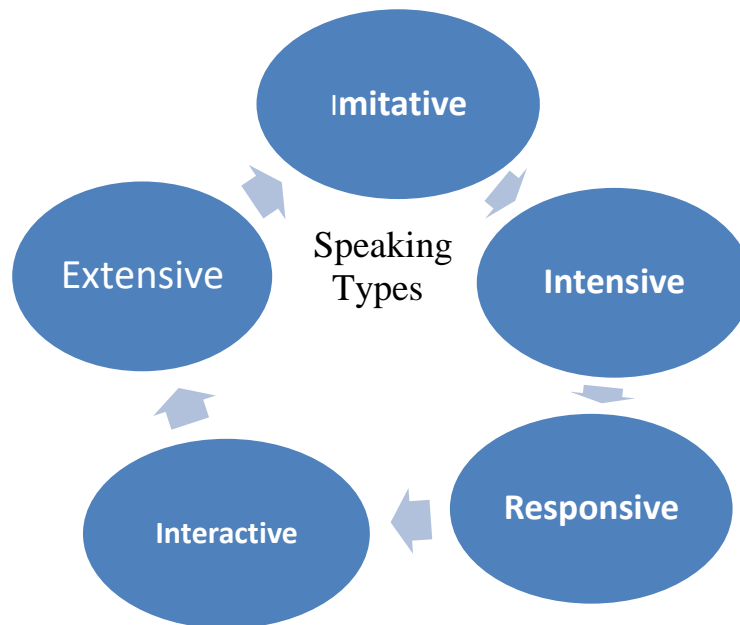 Imitative
Speaking
Types
Intensive
Responsive
Interactive
Extensive